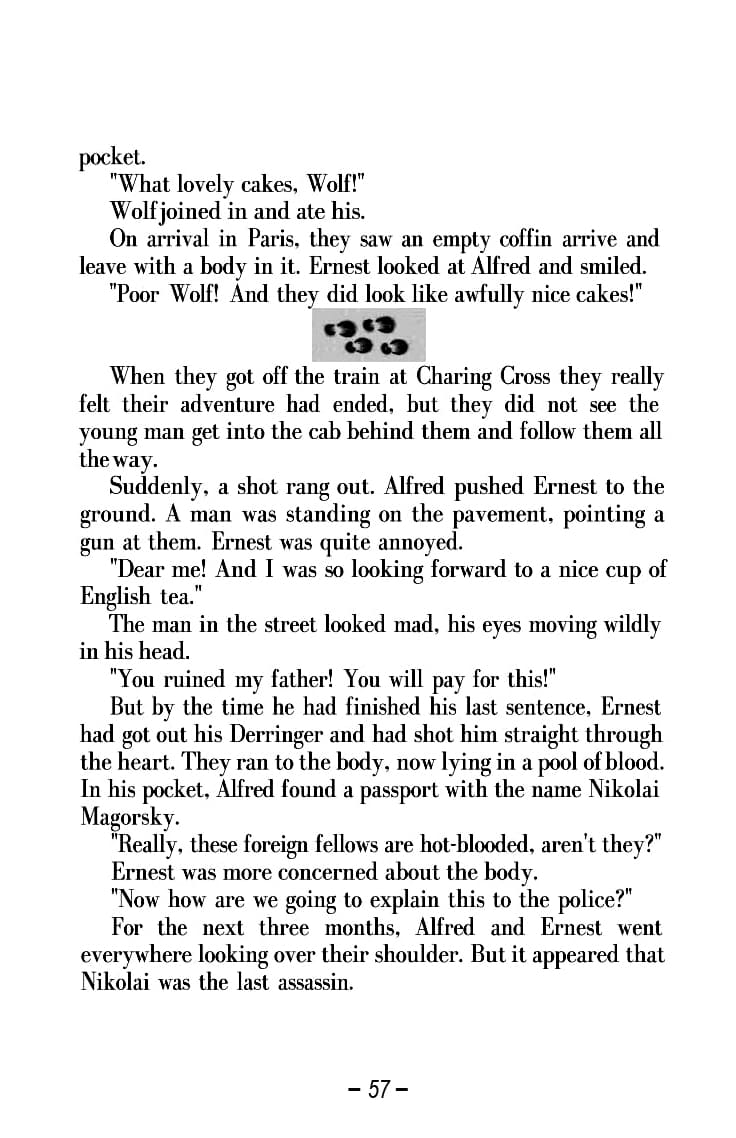 pocket.
"What lovely cakes, Wolf!"
Wolf joined in and ate his.
On arrival in Paris, they saw an empty coffin arrive and
leave with a body in it. Ernest looked at Alfred and smiled.
"Poor Wolf! And they did look like awfully nice cakes!"
When they got off the train at Charing Cross they really
felt their adventure had ended, but they did not see the
young man get into the cab behind them and follow them all
the way.
Suddenly, a shot rang out. Alfred pushed Ernest to the
ground. A man was standing on the pavement, pointing a
gun at them. Ernest was quite annoyed.
"Dear me! And I was so looking forward to a nice cup of
English tea."
The man in the street looked mad, his eyes moving wildly
in his head.
"You ruined my father! You will pay for this!"
But by the time he had finished his last sentence, Ernest
had got out his Derringer and had shot him straight through
the heart. They ran to the body, now lying in a pool of blood.
In his pocket, Alfred found a passport with the name Nikolai
Magorsky.
"Really, these foreign fellows are hot-blooded, aren't they?"
Ernest was more concerned about the body.
"Now how are we going to explain this to the police?"
For the next three months, Alfred and Ernest went
everywhere looking over their shoulder. But it appeared that
Nikolai was the last assassin.
– 57 –